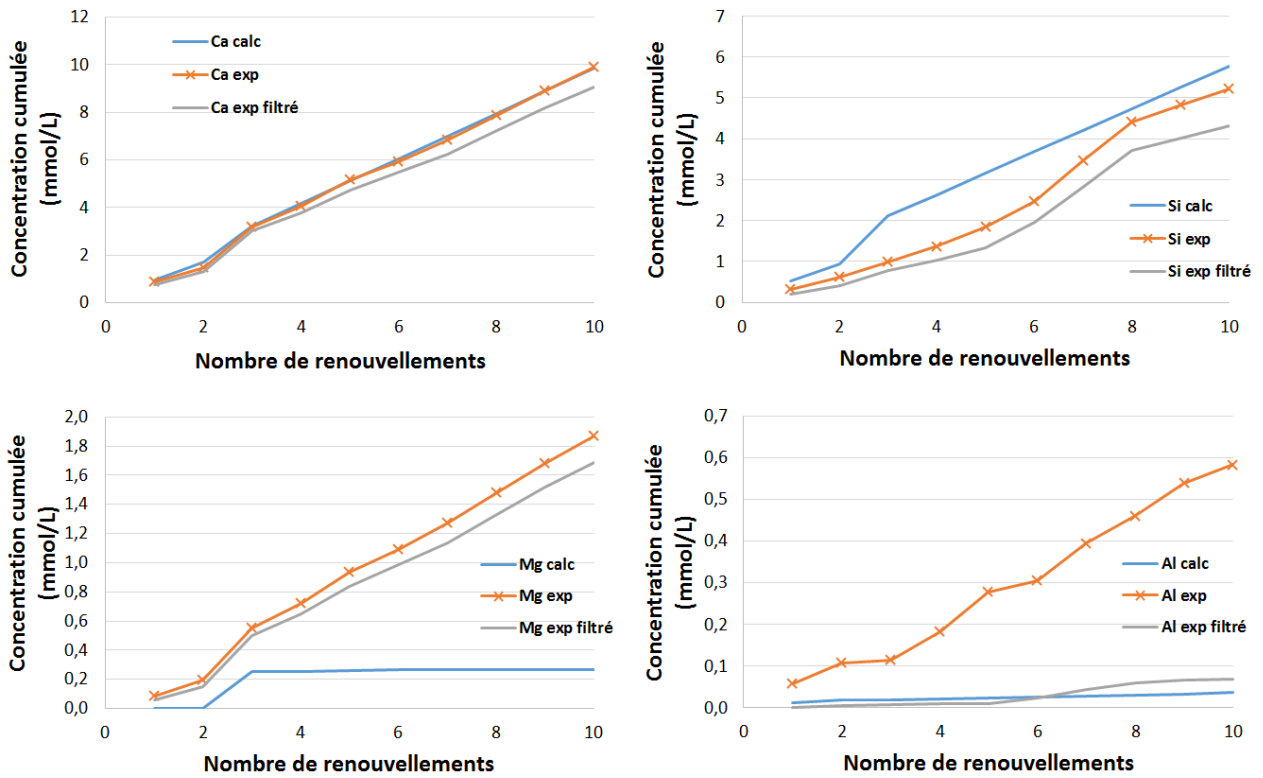 Concentration cumulée
(mmol/L)
12
10
8
6
4
2
0
Ca calc
Ca exp
Ca exp filtré
0 2 4 6 8 10
Nombre de renouvellements
Concentration cumulée
(mmol/L)
7
6
5
4
3
2
1
0
Si calc
Si exp
Si exp filtré
0 2 4 6 8 10
Nombre de renouvellements
Concentration cumulée
(mmol/L)
2,0
1,8
1,6
1,4
1,2
1,0
0,8
0,6
0,4
0,2
0,0
Mg calc
Mg exp
Mg exp filtré
0 2 4 6 8 10
Nombre de renouvellements
Concentration cumulée
(mmol/L)
0,7
0,6
0,5
0,4
0,3
0,2
0,1
0,0
Al calc
Al exp
Al exp filtré
0 2 4 6 8 10
Nombre de renouvellements